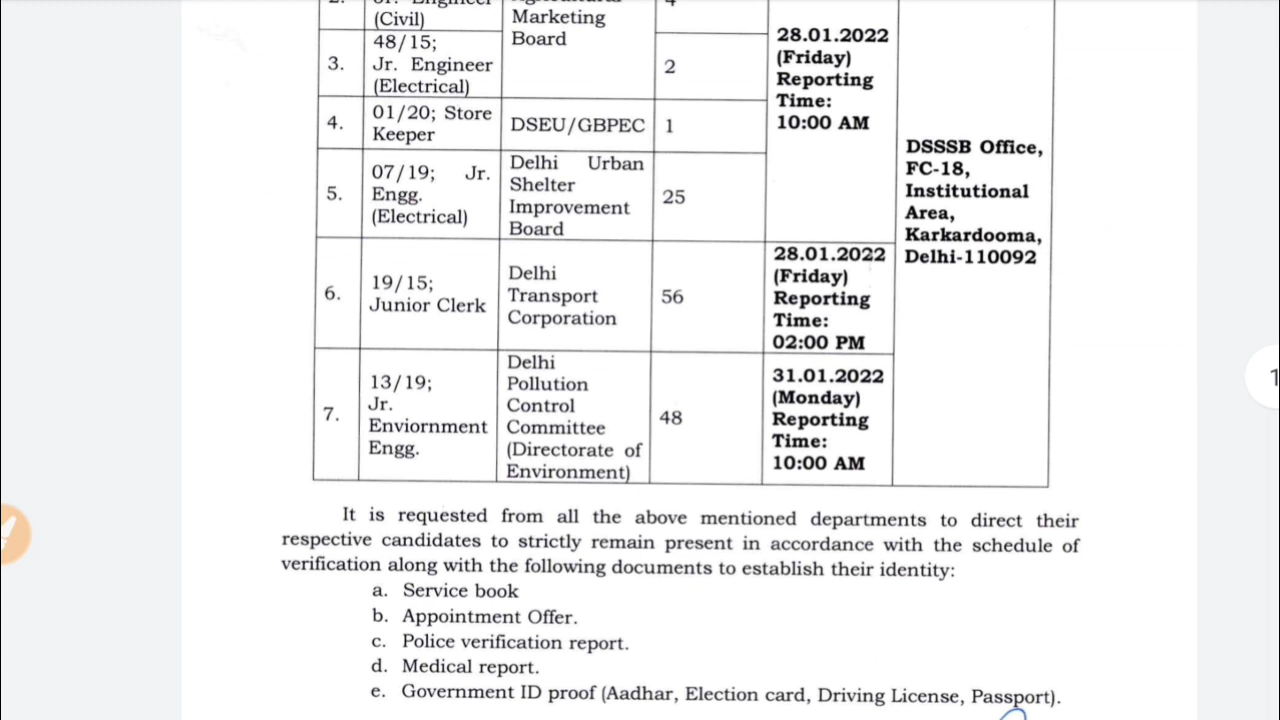 2.
Jr. Engineer
(Civil)
Agricultural
Marketing
Board
4
28.01.2022
(Friday)
Reporting
Time:
10:00 AM
3.
48/15;
Jr. Engineer
(Electrical)
2
4.
01/20; Store
Keeper
DSEU/GBPEC
1
5.
07/19; Jr.
Engg.
(Electrical)
Delhi Urban
Shelter
Improvement
Board
25
DSSSB Office,
FC-18,
Institutional
Area,
Karkardooma,
Delhi-110092
6.
19/15;
Junior Clerk
Delhi
Transport
Corporation
56
28.01.2022
(Friday)
Reporting
Time:
02:00 PM
7.
13/19;
Jr.
Enviornment
Engg.
Delhi
Pollution
Control
Committee
(Directorate of
Environment)
48
31.01.2022
(Monday)
Reporting
Time:
10:00 AM
It is requested from all the above mentioned departments to direct their
respective candidates to strictly remain present in accordance with the schedule of
verification along with the following documents to establish their identity:
a. Service book
b. Appointment Offer.
c. Police verification report.
d. Medical report.
e. Government ID proof (Aadhar, Election card, Driving License, Passport).
1